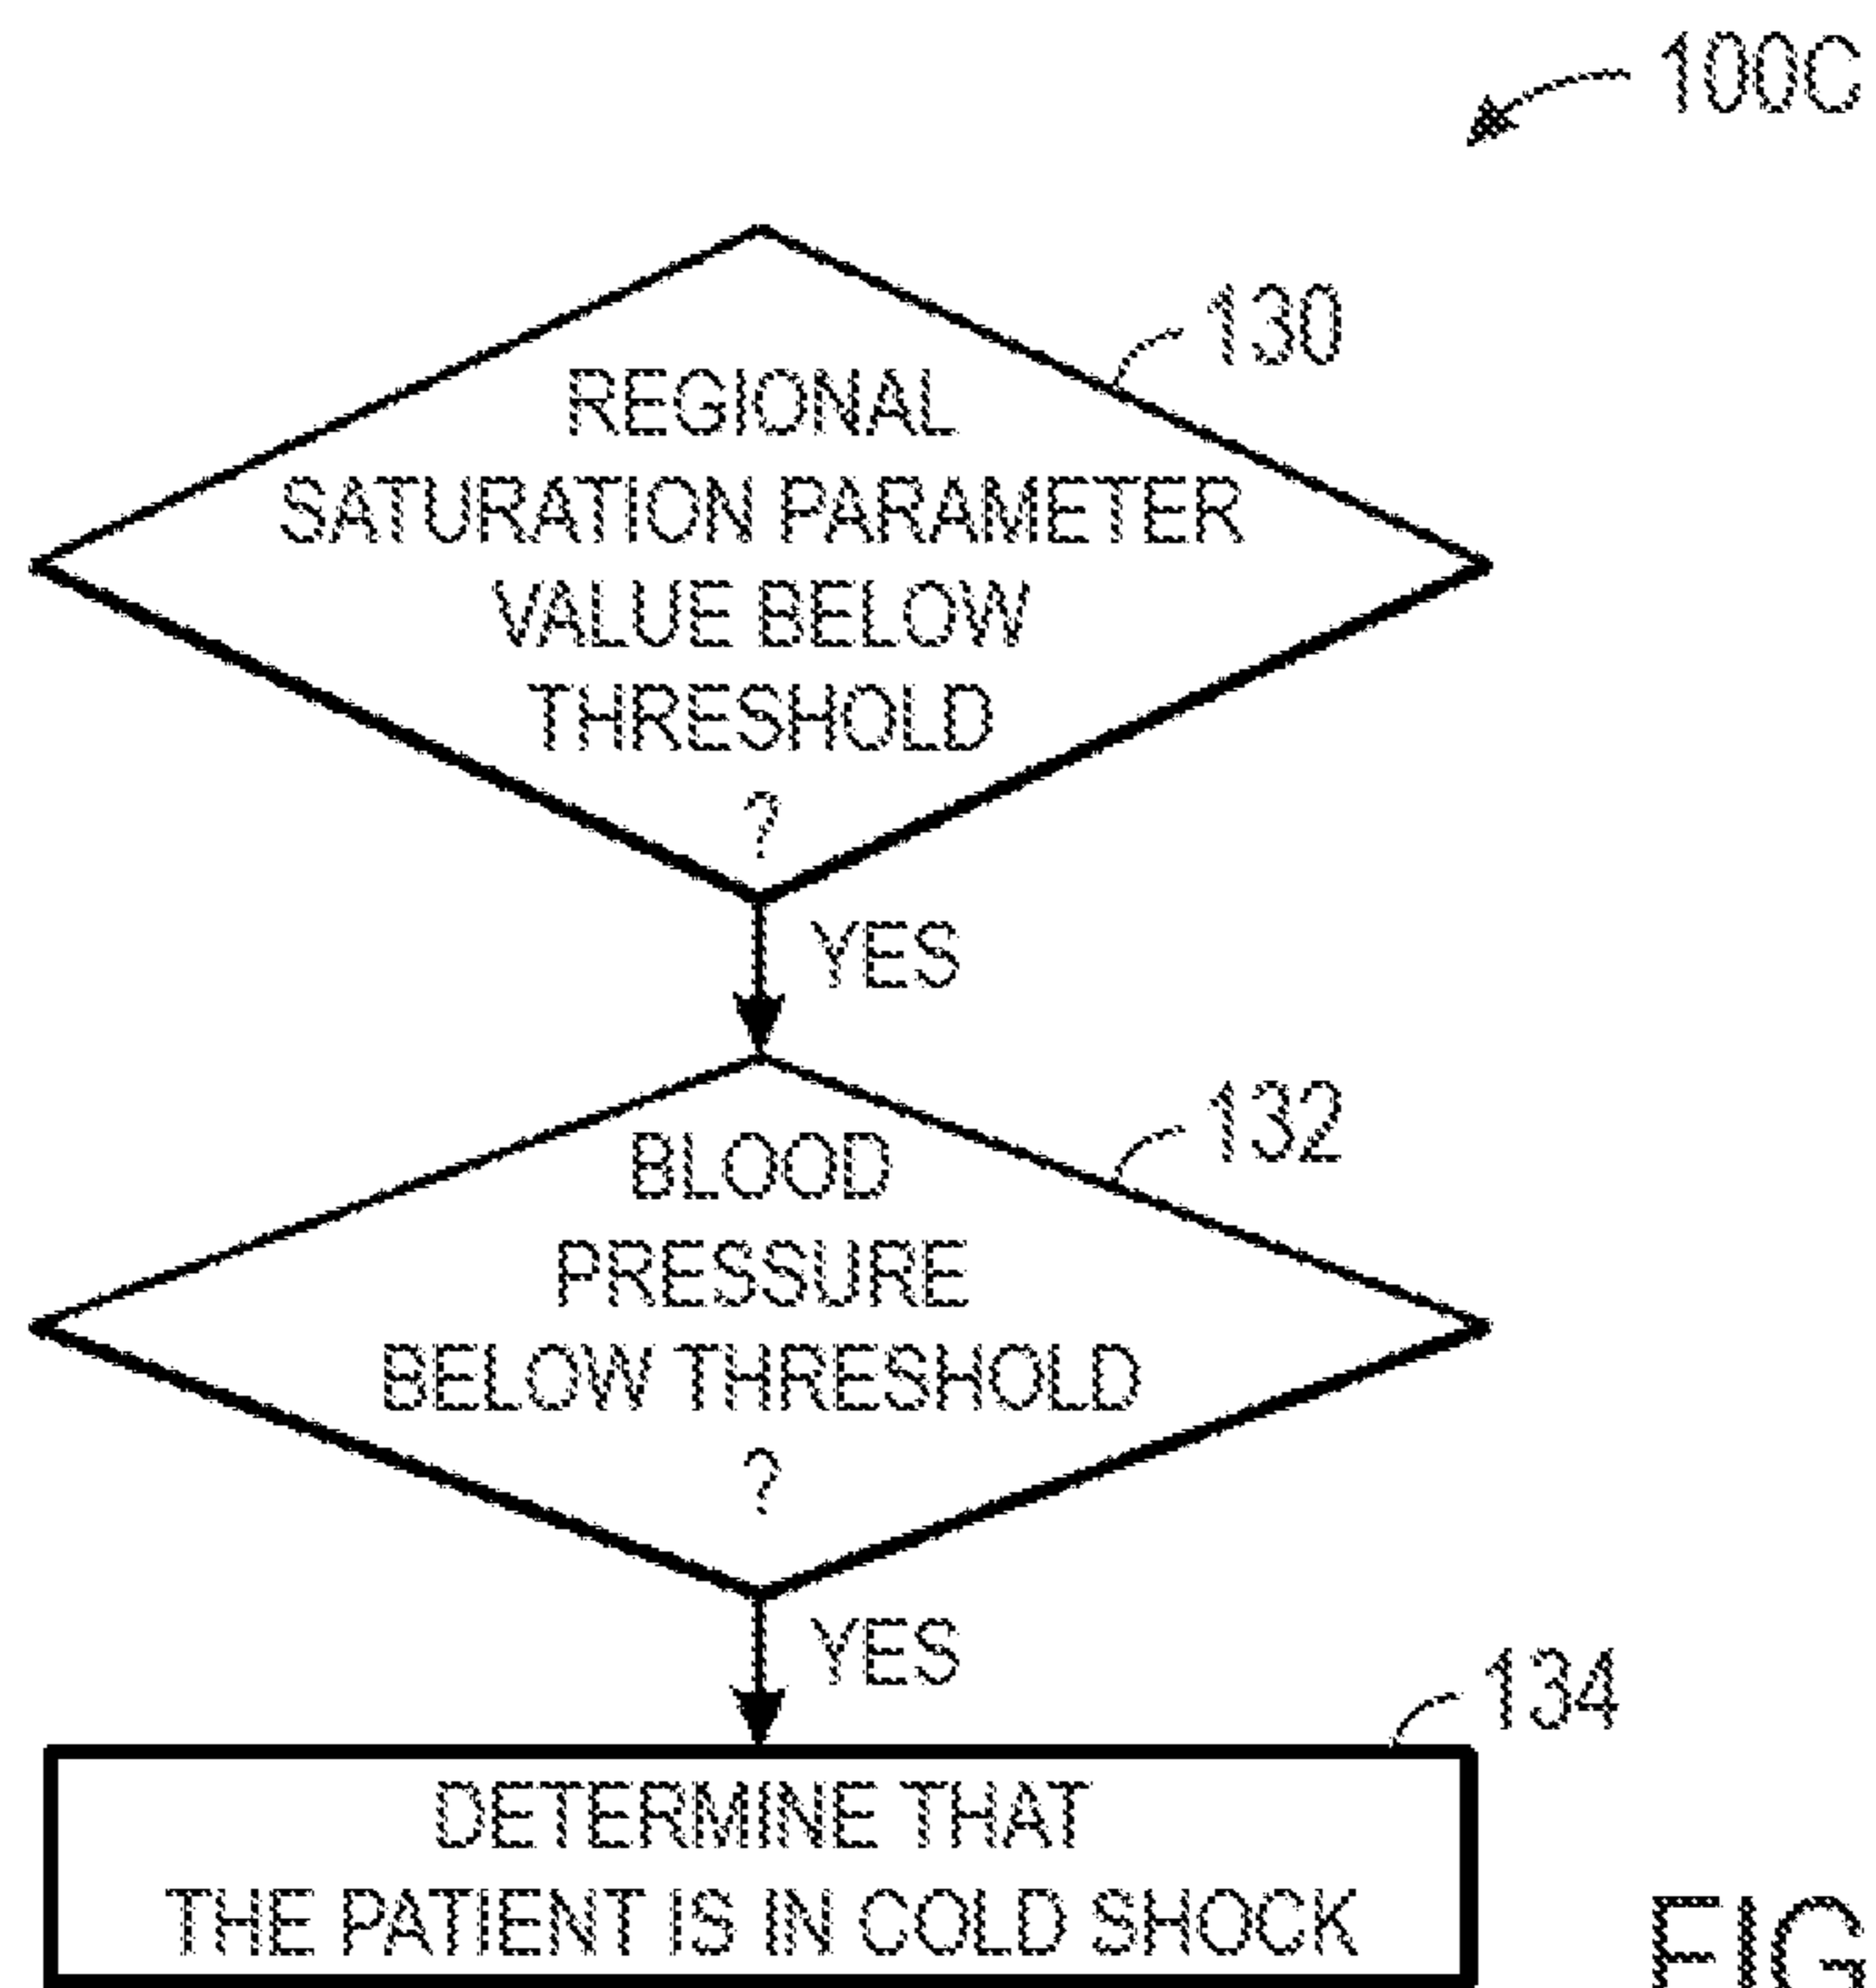 100C
130
REGIONAL
SATURATION PARAMETER
VALUE BELOW
THRESHOLD
?
YES
132
BLOOD
PRESSURE
BELOW THRESHOLD
?
YES
134
DETERMINE THAT
THE PATIENT IS IN COLD SHOCK
FIG